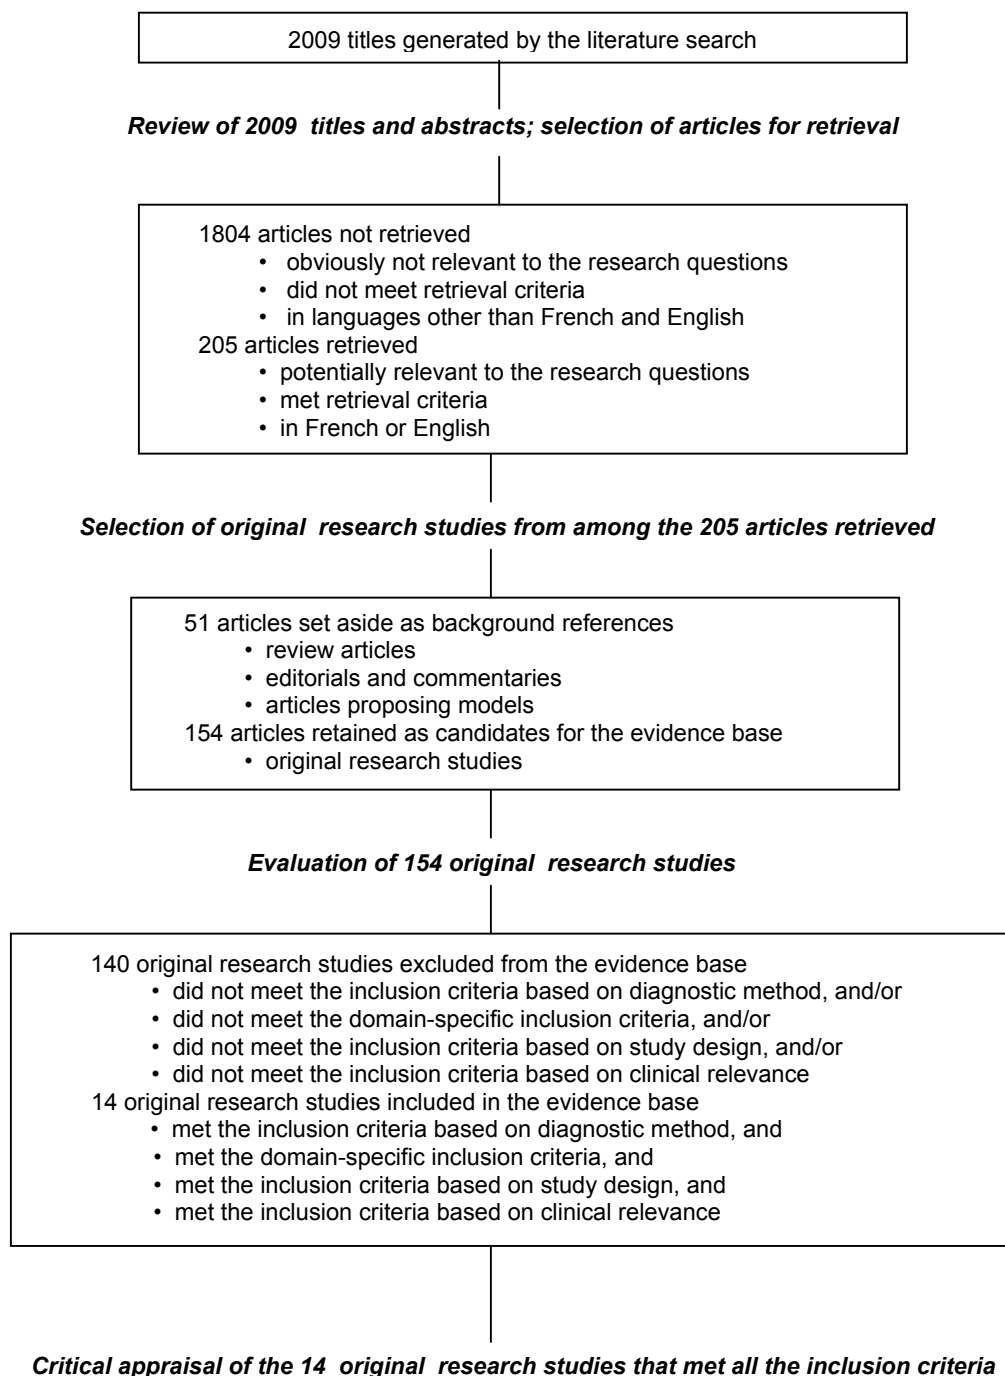 2009 titles generated by the literature search
Review of 2009 titles and abstracts; selection of articles for retrieval
1804 articles not retrieved
• obviously not relevant to the research questions
• did not meet retrieval criteria
• in languages other than French and English
205 articles retrieved
• potentially relevant to the research questions
• met retrieval criteria
• in French or English
Selection of original research studies from among the 205 articles retrieved
51 articles set aside as background references
• review articles
• editorials and commentaries
• articles proposing models
154 articles retained as candidates for the evidence base
• original research studies
Evaluation of 154 original research studies
140 original research studies excluded from the evidence base
• did not meet the inclusion criteria based on diagnostic method, and/or
• did not meet the domain-specific inclusion criteria, and/or
• did not meet the inclusion criteria based on study design, and/or
• did not meet the inclusion criteria based on clinical relevance
14 original research studies included in the evidence base
• met the inclusion criteria based on diagnostic method, and
• met the domain-specific inclusion criteria, and
• met the inclusion criteria based on study design, and
• met the inclusion criteria based on clinical relevance
Critical appraisal of the 14 original research studies that met all the inclusion criteria